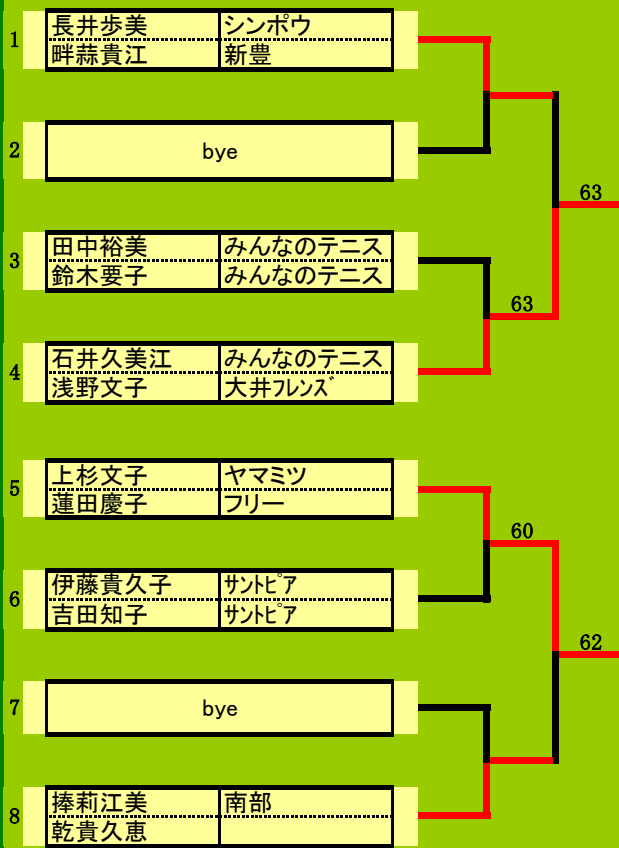 1 長井歩美 シンポウ
畔蒜貴江 新豊
2 bye
63
3 田中裕美 みんなのテニス
鈴木要子 みんなのテニス
63
4 石井久美江 みんなのテニス
浅野文子 大井フレンズ
5 上杉文子 ヤマミツ
蓮田慶子 フリー
60
6 伊藤貴久子 サントピア
吉田知子 サントピア
62
7 bye
8 捧莉江美 南部
乾貴久恵